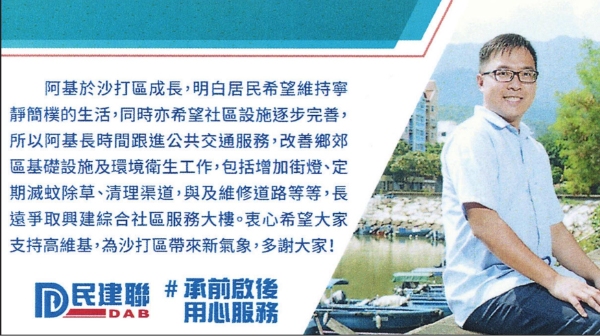 阿基於沙打區成長，明白居民希望維持寧
靜簡樸的生活，同時亦希望社區設施逐步完善，
所以阿基長時間跟進公共交通服務，改善鄉郊
區基礎設施及環境衞生工作，包括增加街燈、定
期滅蚊除草、清理渠道，與及維修道路等等，長
遠爭取興建綜合社區服務大樓。衷心希望大家
支持高維基，為沙打區帶來新氣象，多謝大家！
民建聯
DAB
#承前啟後
用心服務